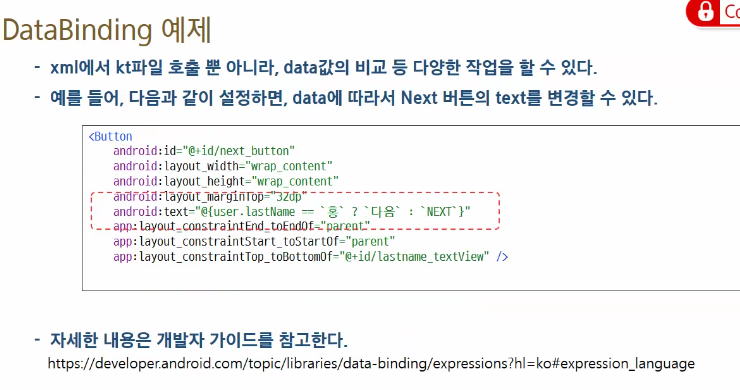 DataBinding 예제
- xml에서 kt파일 호출 뿐 아니라, data값의 비교 등 다양한 작업을 할 수 있다.
- 예를 들어, 다음과 같이 설정하면, data에 따라서 Next 버튼의 text를 변경할 수 있다.
<Button
android:id="@+id/next_button"
android:layout_width="wrap_content"
android:layout_height="wrap_content"
android:layout_marginTop="32dp"
android:text="@{user.lastName == `홍` ? `다음` : `NEXT`}"
app:layout_constraintEnd_toEndOf="parent"
app:layout_constraintStart_toStartOf="parent"
app:layout_constraintTop_toBottomOf="@+id/lastname_textView" />
- 자세한 내용은 개발자 가이드를 참고한다.
https://developer.android.com/topic/libraries/data-binding/expressions?hl=ko#expression_language